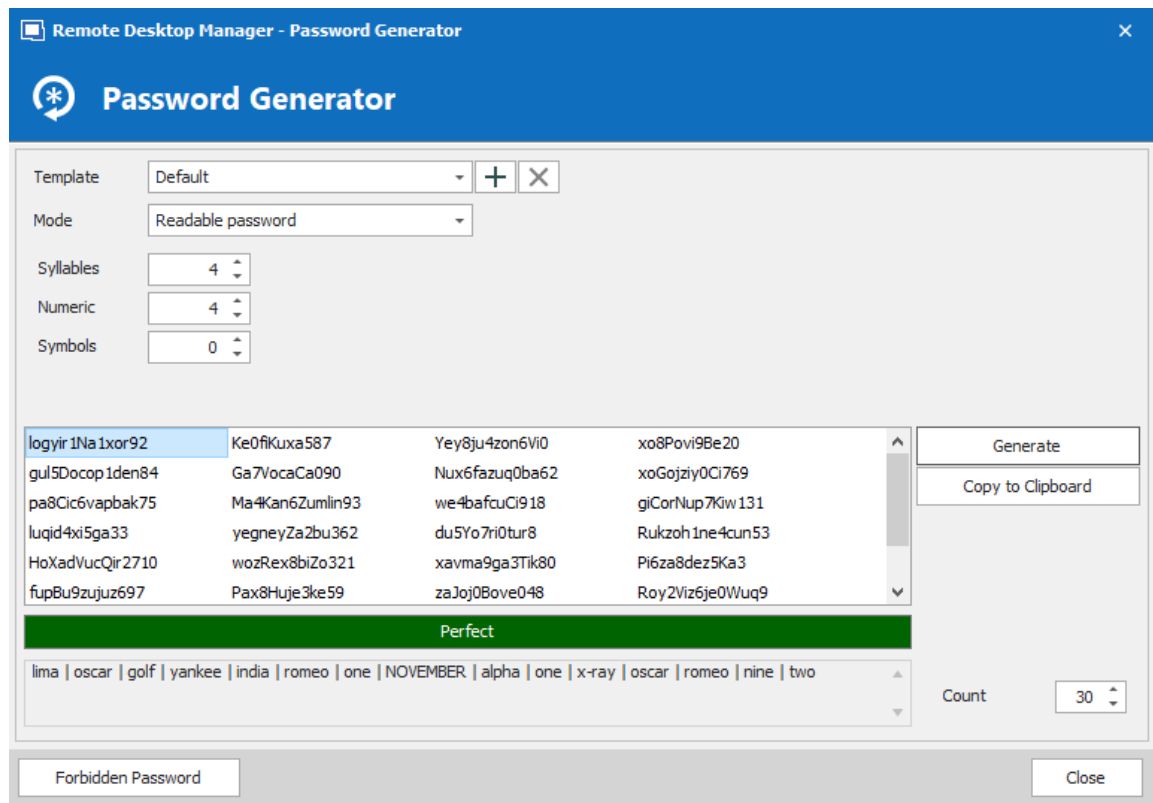 Remote Desktop Manager - Password Generator
Password Generator
Template Default
Mode Readable password
Syllables 4
Numeric 4
Symbols 0
logyir1Na1xor92 Ke0fiKuxa587 Yey8ju4zon6Vi0 xo8Povi9Be20 Generate
gul5Docop1den84 Ga7VocaCa090 Nux6fazuq0ba62 xoGojziy0Ci769
Copy to Clipboard
pa8Cic6vapbak75 Ma4Kan6Zumlin93 we4bafcuCi918 giCorNup7Kiw131
luqid4xi5ga33 yegneyZa2bu362 du5Yo7ri0tur8 Rukzoh1ne4cun53
HoXadVucQir2710 wozRex8biZo321 xavma9ga3Tik80 Pi6za8dez5Ka3
fupBu9zujuz697 Pax8Huje3ke59 zaJoj0Bove048 Roy2Viz6je0Wuq9
Perfect
lima | oscar | golf | yankee | india | romeo | one | NOVEMBER | alpha | one | x-ray | oscar | romeo | nine | two
Count 30
Forbidden Password Close